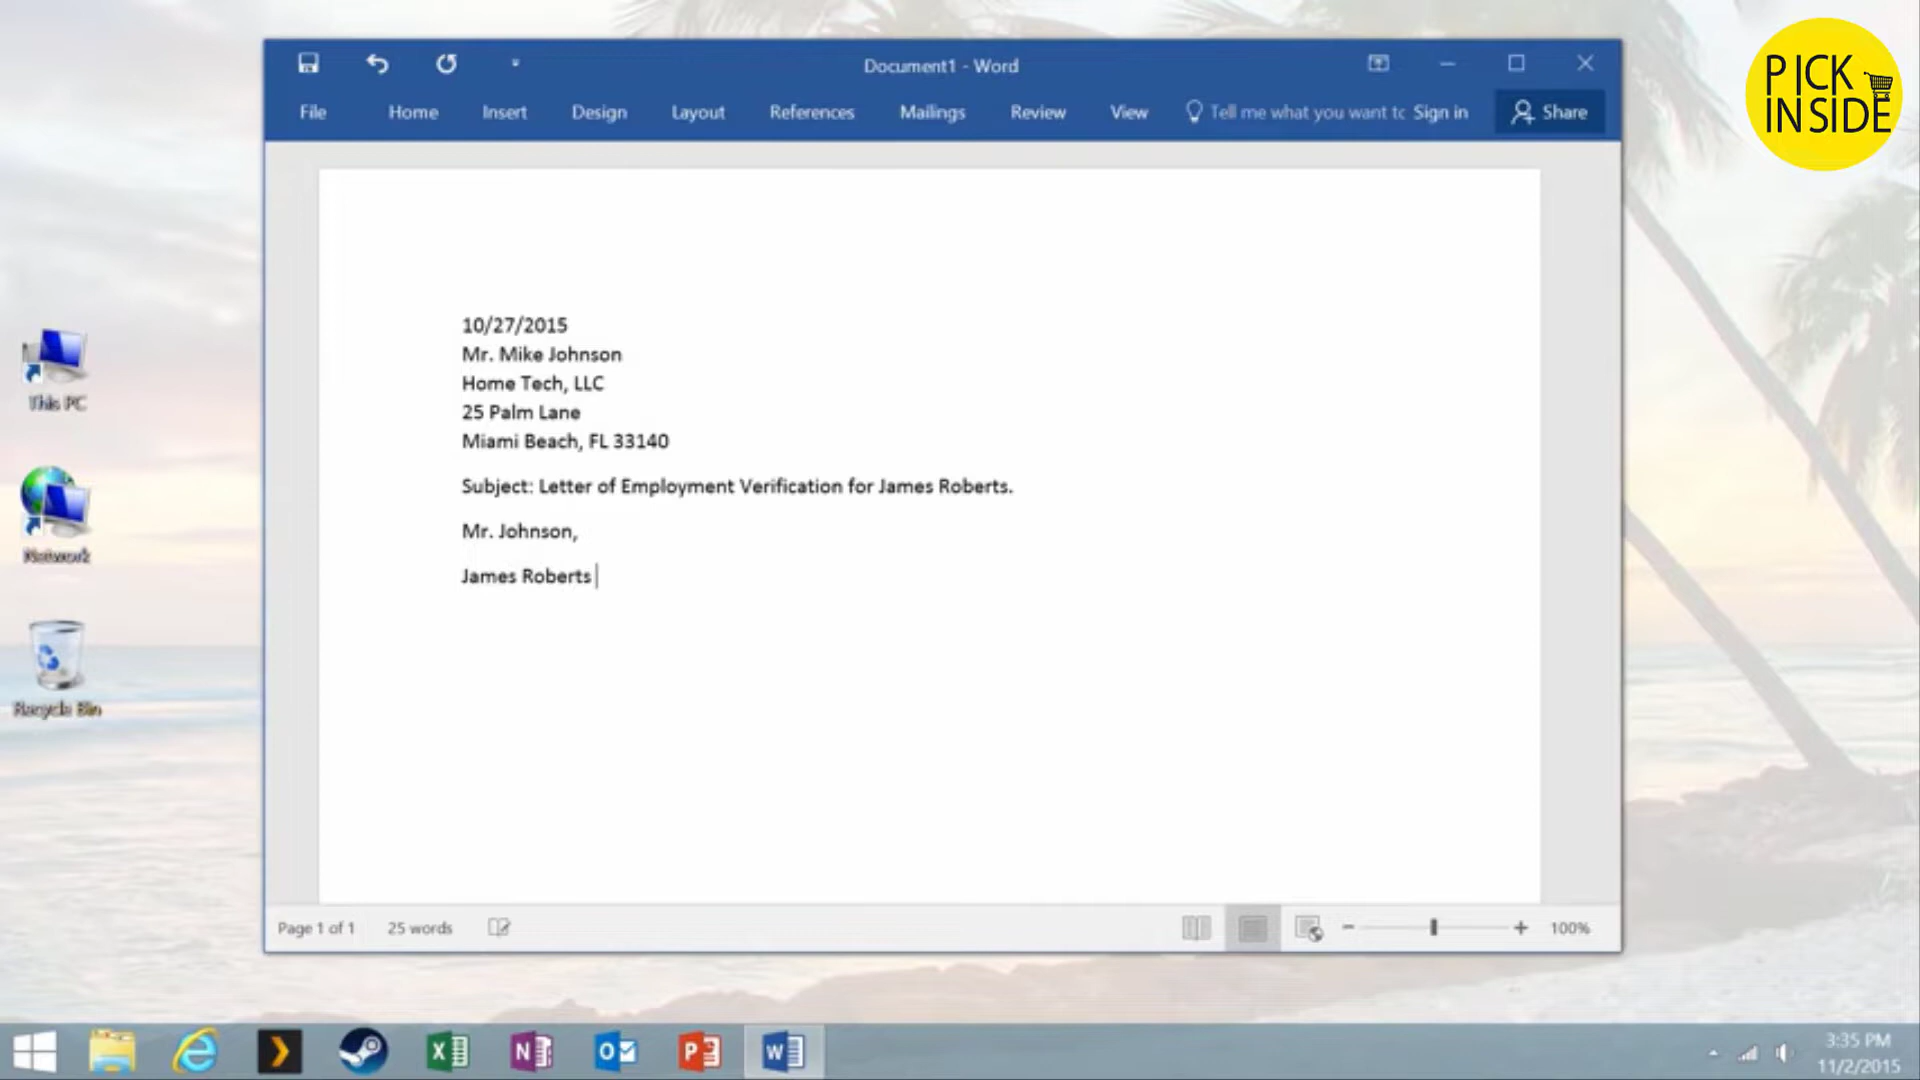 PICK
INSIDE
Document1 - Word
File Home Insert Design Layout References Mailings Review View Tell me what you want tc Sign in Share
10/27/2015
Mr. Mike Johnson
Home Tech, LLC
25 Palm Lane
Miami Beach, FL 33140
Subject: Letter of Employment Verification for James Roberts.
Mr. Johnson,
James Roberts
This PC
Network
Recycle Bin
Page 1 of 1 25 words 100%
3:35 PM
11/2/2015